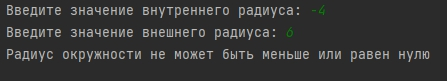 Введите значение внутреннего радиуса: -4
Введите значение внешнего радиуса: 6
Радиус окружности не может быть меньше или равен нулю